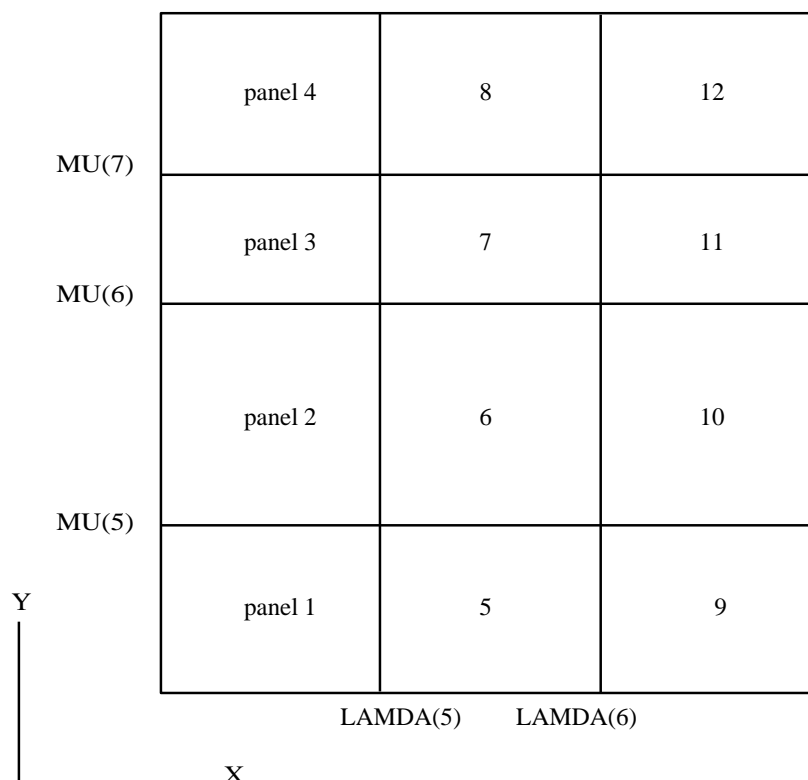 panel 4 8 12
MU(7)
panel 3 7 11
MU(6)
panel 2 6 10
MU(5)
Y
panel 1 5 9
LAMDA(5) LAMDA(6)
X